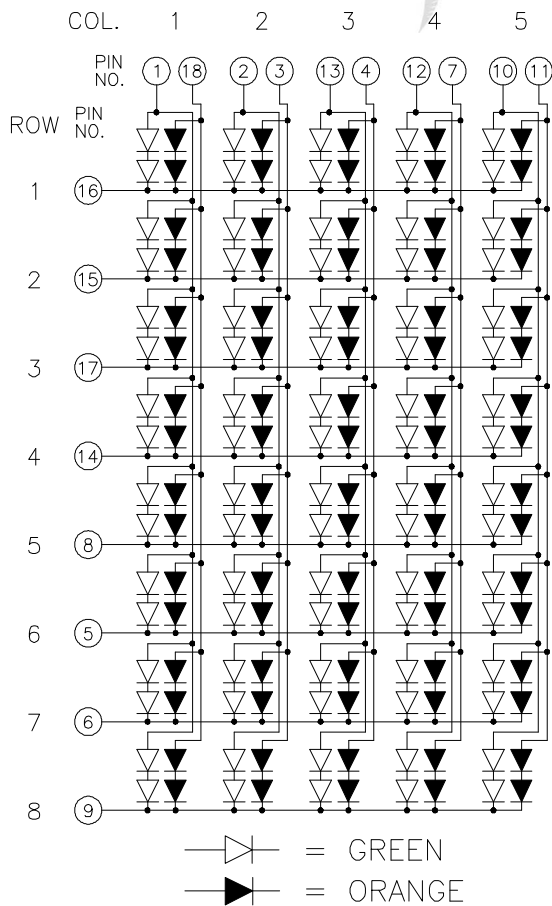 COL. 1 2 3 4 5
PIN NO. 1 18 2 3 13 4 12 7 10 11
ROW PIN NO.
1 16
2 15
3 17
4 14
5 8
6 5
7 6
8 9
= GREEN
= ORANGE